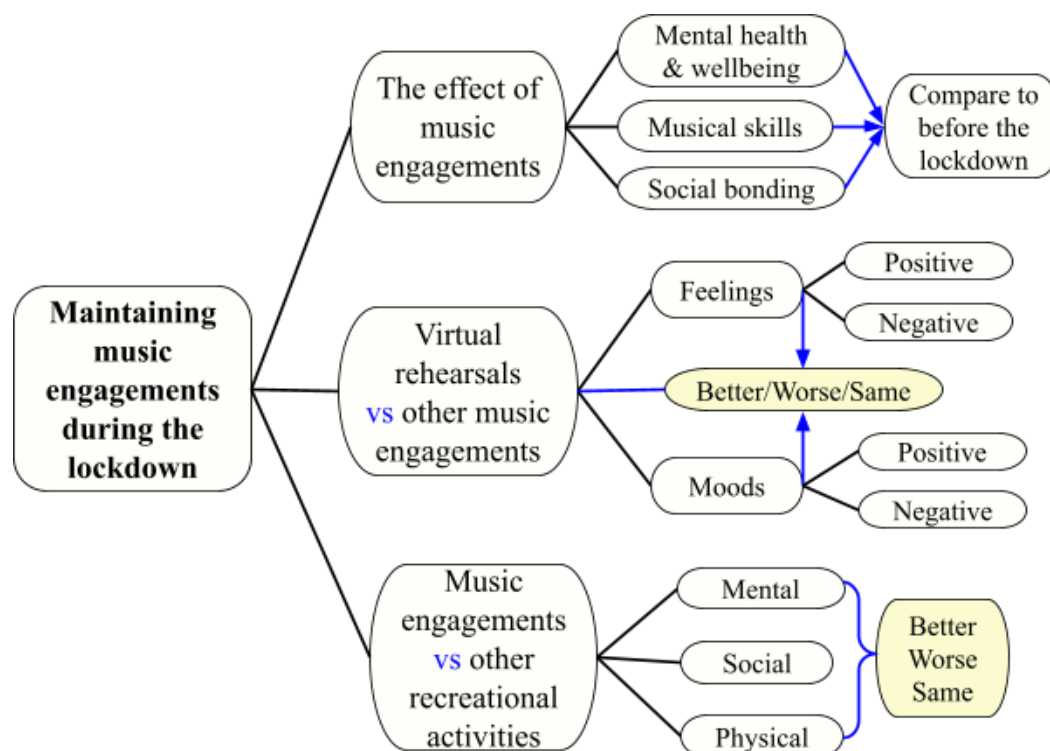 Maintaining
music
engagements
during the
lockdown
The effect of
music
engagements
Mental health
& wellbeing
Musical skills
Social bonding
Compare to
before the
lockdown
Virtual
rehearsals
vs other music
engagements
Feelings
Positive
Negative
Better/Worse/Same
Moods
Positive
Negative
Music
engagements
vs other
recreational
activities
Mental
Social
Physical
Better
Worse
Same